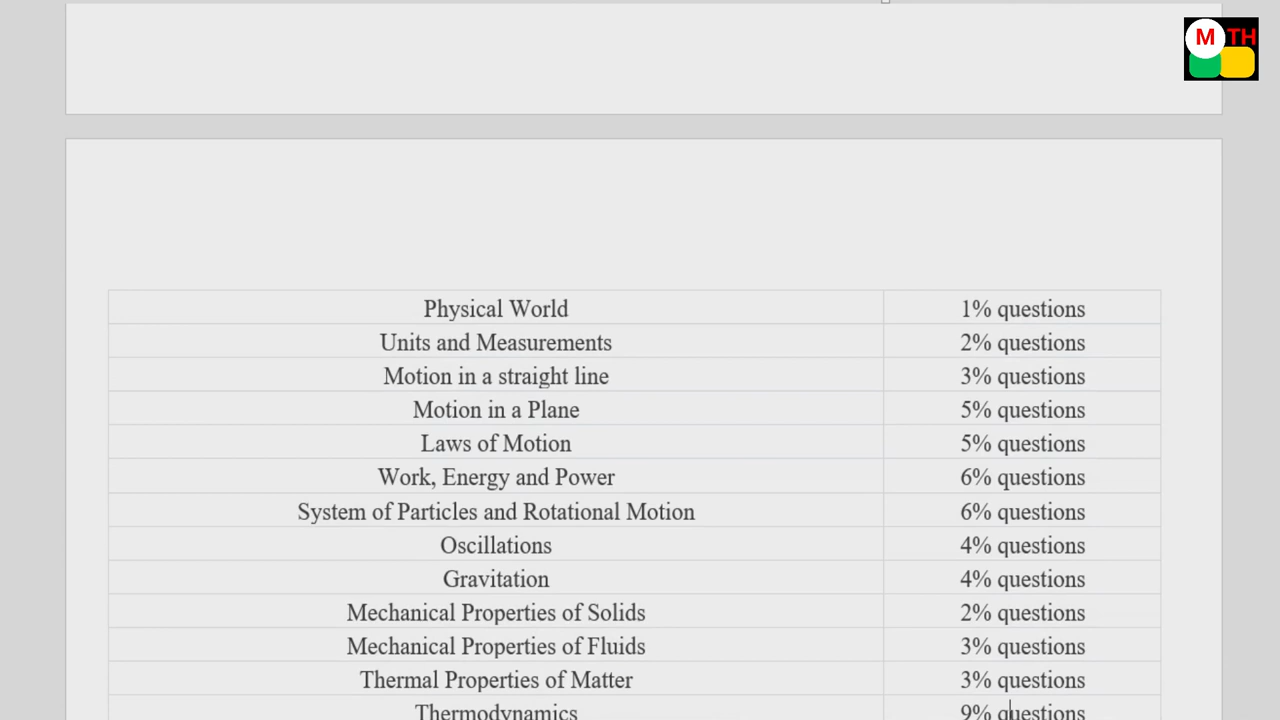 M TH
Physical World 1% questions
Units and Measurements 2% questions
Motion in a straight line 3% questions
Motion in a Plane 5% questions
Laws of Motion 5% questions
Work, Energy and Power 6% questions
System of Particles and Rotational Motion 6% questions
Oscillations 4% questions
Gravitation 4% questions
Mechanical Properties of Solids 2% questions
Mechanical Properties of Fluids 3% questions
Thermal Properties of Matter 3% questions
Thermodynamics 9% questions